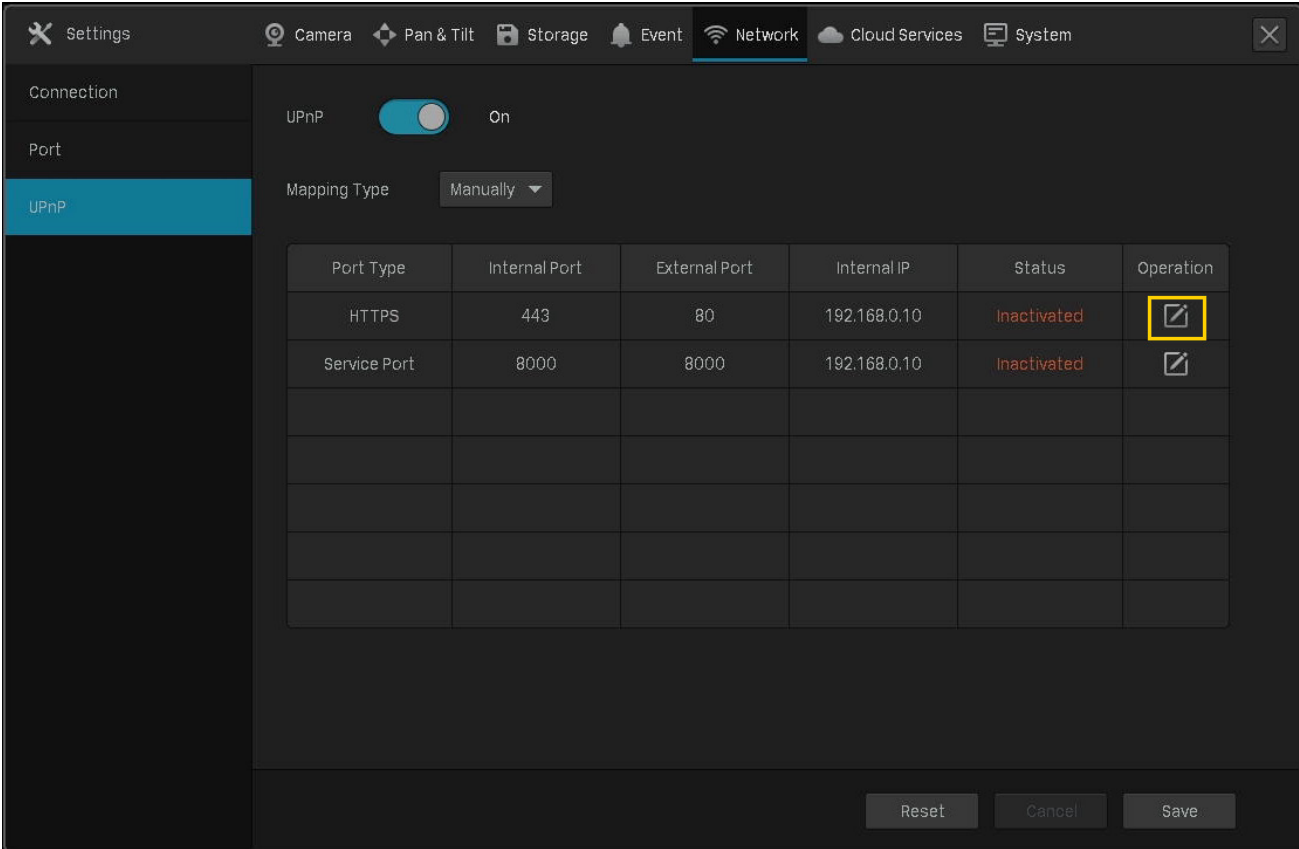 Settings Camera Pan & Tilt Storage Event Network Cloud Services System
Connection
Port
UPnP
UPnP On
Mapping Type Manually
Port Type Internal Port External Port Internal IP Status Operation
HTTPS 443 80 192.168.0.10 Inactivated
Service Port 8000 8000 192.168.0.10 Inactivated
Reset Cancel Save